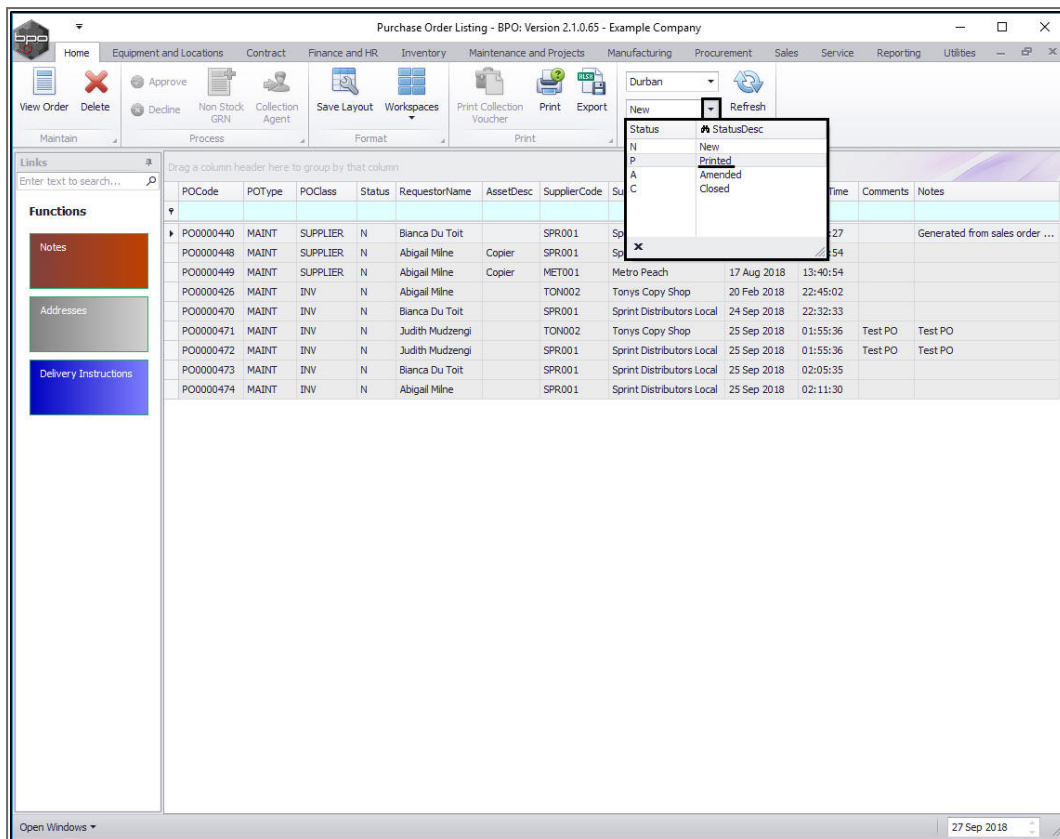 Purchase Order Listing - BPO: Version 2.1.0.65 - Example Company
bpo
Home Equipment and Locations Contract Finance and HR Inventory Maintenance and Projects Manufacturing Procurement Sales Service Reporting Utilities
View Order Delete Approve Decline Non Stock GRN Collection Agent Save Layout Workspaces Print Collection Voucher Print Export Durban New Refresh
Maintain Process Format Print
Status StatusDesc
N New
P Printed
A Amended
C Closed
Links
Enter text to search...
Functions
Notes
Addresses
Delivery Instructions
Drag a column header here to group by that column
POCode POType POClass Status RequestorName AssetDesc SupplierCode Comments Notes
PO0000440 MAINT SUPPLIER N Bianca Du Toit SPR001 Sp :27 Generated from sales order ...
PO0000448 MAINT SUPPLIER N Abigail Milne Copier SPR001 Sp :54
PO0000449 MAINT SUPPLIER N Abigail Milne Copier MET001 Metro Peach 17 Aug 2018 13:40:54
PO0000426 MAINT INV N Abigail Milne TON002 Tonys Copy Shop 20 Feb 2018 22:45:02
PO0000470 MAINT INV N Bianca Du Toit SPR001 Sprint Distributors Local 24 Sep 2018 22:32:33
PO0000471 MAINT INV N Judith Mudzengi TON002 Tonys Copy Shop 25 Sep 2018 01:55:36 Test PO Test PO
PO0000472 MAINT INV N Judith Mudzengi SPR001 Sprint Distributors Local 25 Sep 2018 01:55:36 Test PO Test PO
PO0000473 MAINT INV N Bianca Du Toit SPR001 Sprint Distributors Local 25 Sep 2018 02:05:35
PO0000474 MAINT INV N Abigail Milne SPR001 Sprint Distributors Local 25 Sep 2018 02:11:30
Open Windows 27 Sep 2018